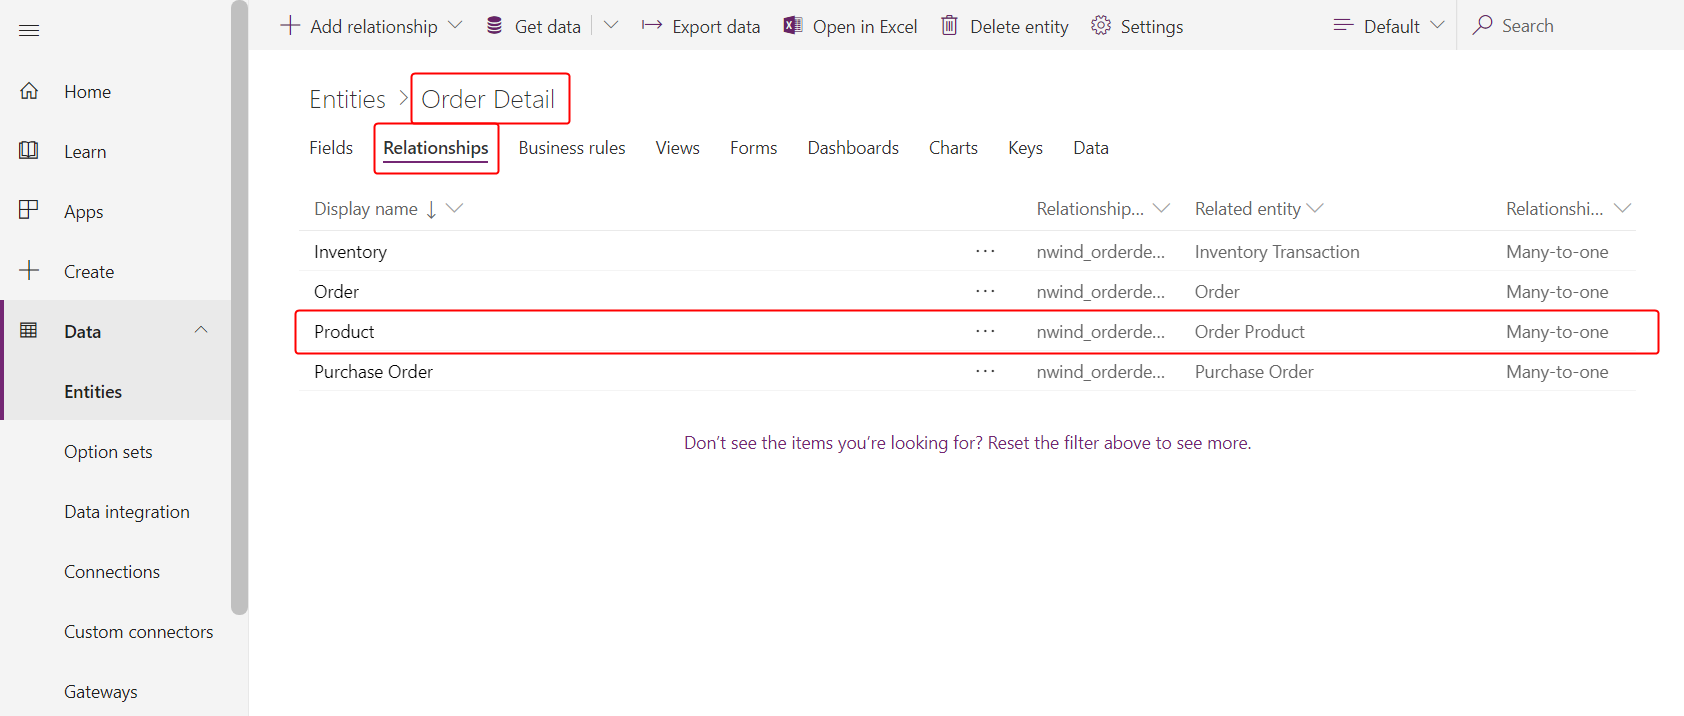 Add relationship Get data Export data Open in Excel Delete entity Settings Default Search
Home
Learn
Apps
Create
Data
Entities
Option sets
Data integration
Connections
Custom connectors
Gateways
Entities > Order Detail
Fields Relationships Business rules Views Forms Dashboards Charts Keys Data
Display name ↓ Relationship... Related entity Relationshi...
Inventory ... nwind_orderde... Inventory Transaction Many-to-one
Order ... nwind_orderde... Order Many-to-one
Product ... nwind_orderde... Order Product Many-to-one
Purchase Order ... nwind_orderde... Purchase Order Many-to-one
Don’t see the items you’re looking for? Reset the filter above to see more.